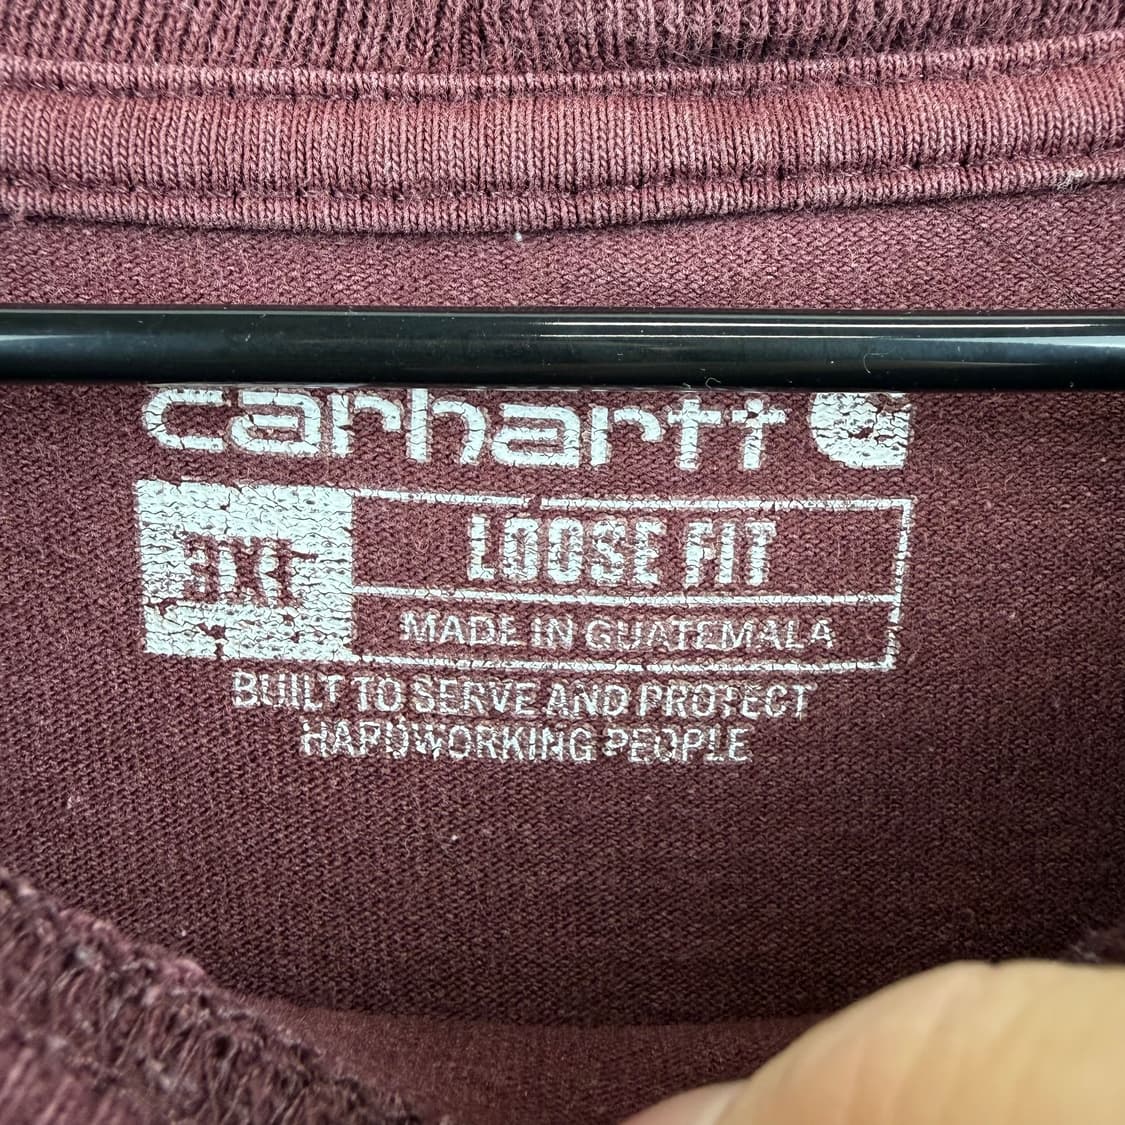 carhartt
3XLT
LOOSE FIT
MADE IN GUATEMALA
BUILT TO SERVE AND PROTECT
HARDWORKING PEOPLE